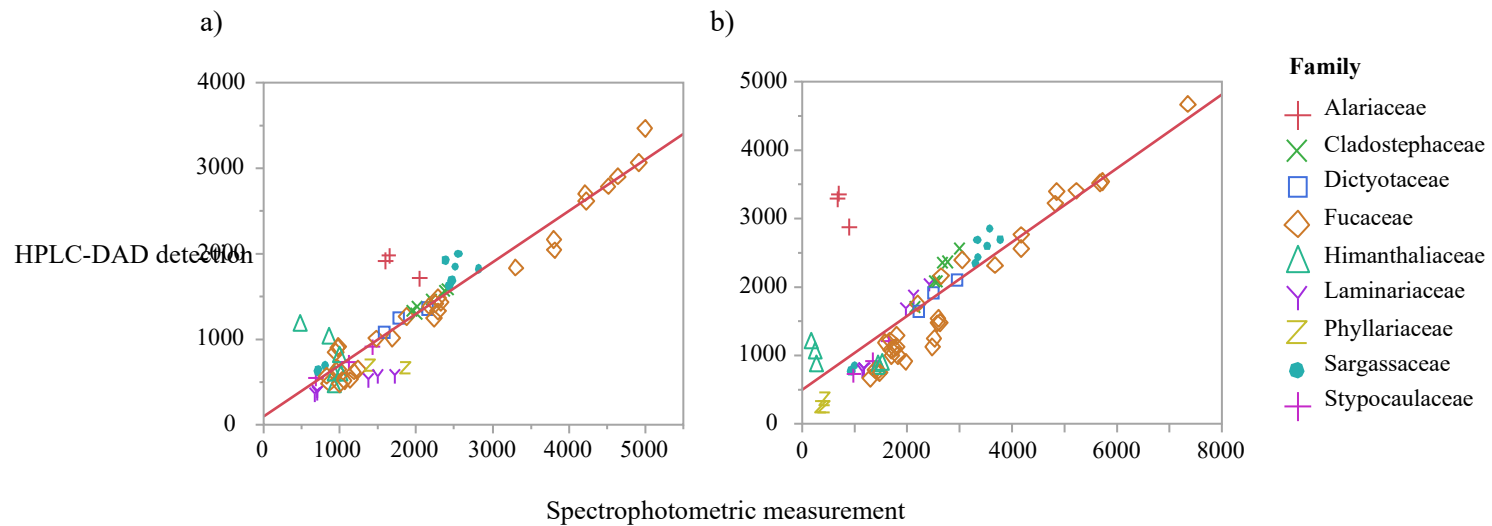 a)
b)
4000
3000
2000
1000
0
0 1000 2000 3000 4000 5000
HPLC-DAD detection
5000
4000
3000
2000
1000
0
0 2000 4000 6000 8000
Spectrophotometric measurement
Family
Alariaceae
Cladostephaceae
Dictyotaceae
Fucaceae
Himanthaliaceae
Laminariaceae
Phyllariaceae
Sargassaceae
Stypocaulaceae